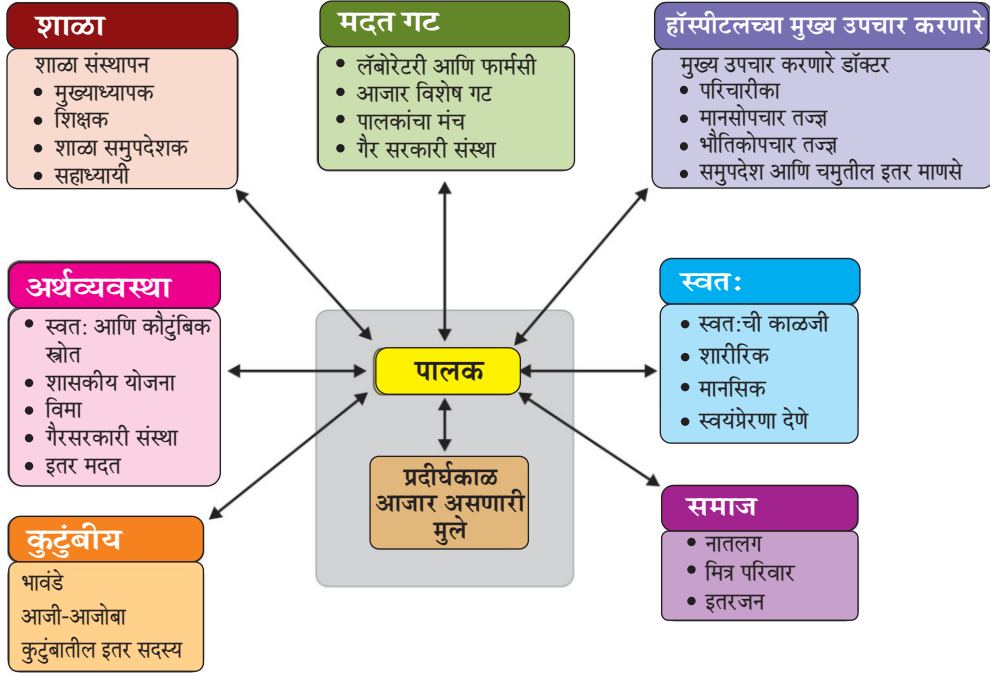 शाळा
शाळा संस्थापन
• मुख्याध्यापक
• शिक्षक
• शाळा समुपदेशक
• सहाध्यायी
मदत गट
• लॅबोरेटरी आणि फार्मसी
• आजार विशेष गट
• पालकांचा मंच
• गैर सरकारी संस्था
हॉस्पीटलच्या मुख्य उपचार करणारे
मुख्य उपचार करणारे डॉक्टर
• परिचारीका
• मानसोपचार तज्ज्ञ
• भौतिकोपचार तज्ज्ञ
• समुपदेश आणि चमुतील इतर माणसे
अर्थव्यवस्था
• स्वत: आणि कौटुंबिक
स्त्रोत
• शासकीय योजना
• विमा
• गैरसरकारी संस्था
• इतर मदत
पालक
प्रदीर्घकाळ
आजार असणारी
मुले
स्वत:
• स्वत:ची काळजी
• शारीरिक
• मानसिक
• स्वयंप्रेरणा देणे
कुटुंबीय
भावंडे
आजी-आजोबा
कुटुंबातील इतर सदस्य
समाज
• नातलग
• मित्र परिवार
• इतरजन